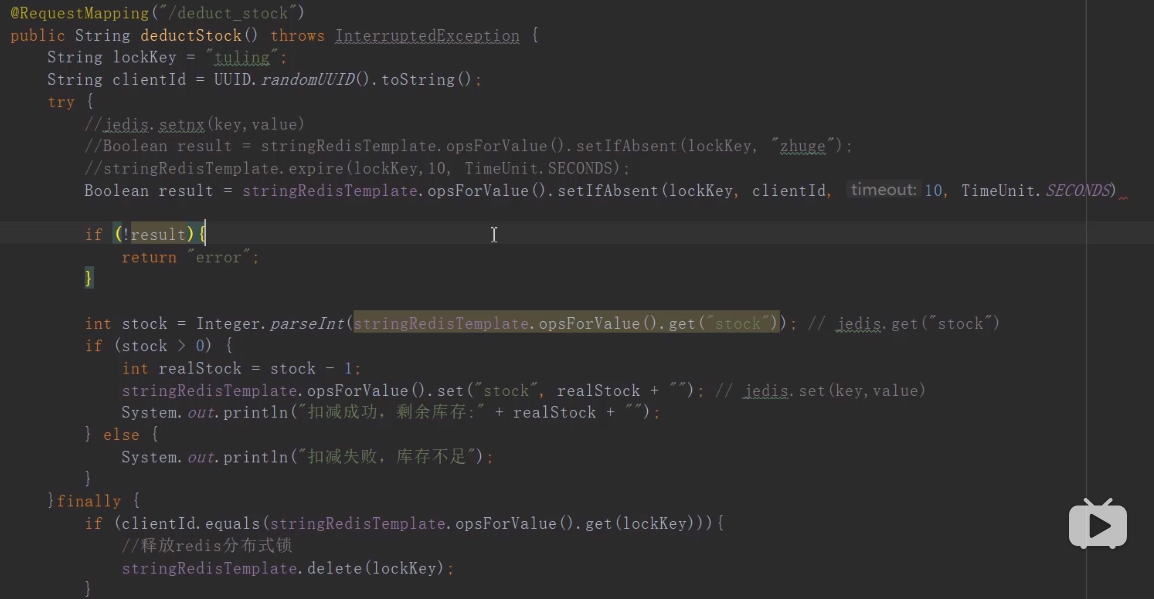 @RequestMapping("/deduct_stock")
public String deductStock() throws InterruptedException {
String lockKey = "tuling";
String clientId = UUID.randomUUID().toString();
try {
//jedis.setnx(key,value)
//Boolean result = stringRedisTemplate.opsForValue().setIfAbsent(lockKey, "zhuge");
//stringRedisTemplate.expire(lockKey,10, TimeUnit.SECONDS);
Boolean result = stringRedisTemplate.opsForValue().setIfAbsent(lockKey, clientId, timeout: 10, TimeUnit.SECONDS)
if (!result){
return "error";
}
int stock = Integer.parseInt(stringRedisTemplate.opsForValue().get("stock")); // jedis.get("stock")
if (stock > 0) {
int realStock = stock - 1;
stringRedisTemplate.opsForValue().set("stock", realStock + ""); // jedis.set(key,value)
System.out.println("扣减成功，剩余库存:" + realStock + "");
} else {
System.out.println("扣减失败，库存不足");
}
}finally {
if (clientId.equals(stringRedisTemplate.opsForValue().get(lockKey))){
//释放redis分布式锁
stringRedisTemplate.delete(lockKey);
}